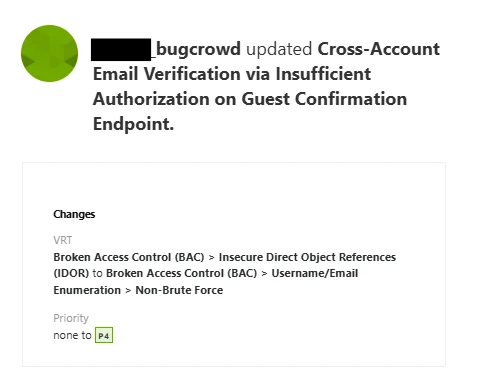 _bugcrowd updated Cross-Account
Email Verification via Insufficient
Authorization on Guest Confirmation
Endpoint.
Changes
VRT
Broken Access Control (BAC) > Insecure Direct Object References
(IDOR) to Broken Access Control (BAC) > Username/Email
Enumeration > Non-Brute Force
Priority
none to P4